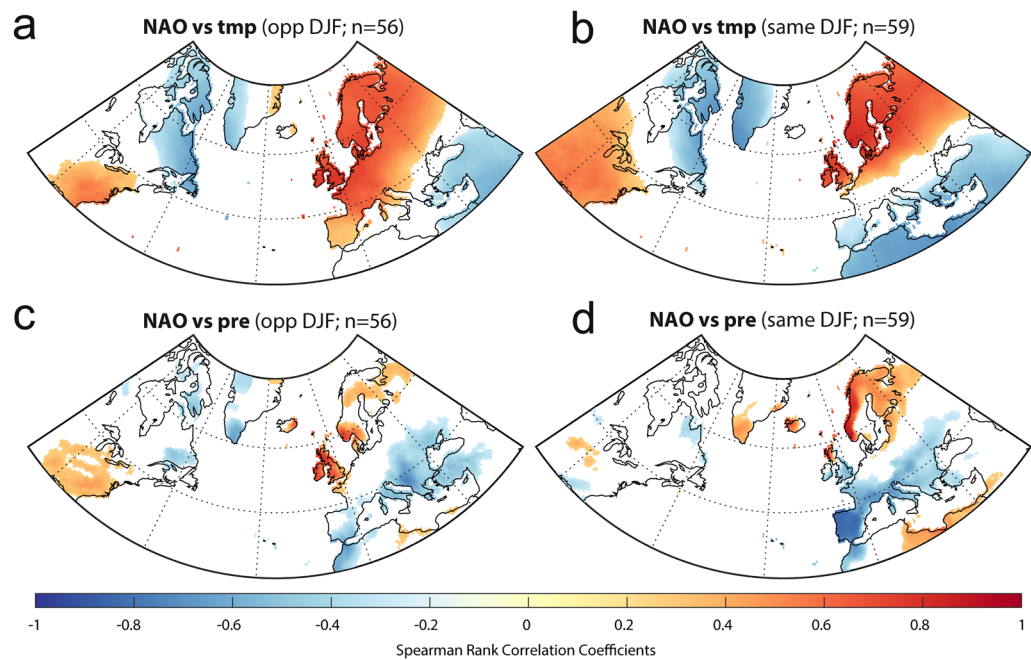 a
NAO vs tmp (opp DJF; n=56)
b
NAO vs tmp (same DJF; n=59)
c
NAO vs pre (opp DJF; n=56)
d
NAO vs pre (same DJF; n=59)
-1 -0.8 -0.6 -0.4 -0.2 0 0.2 0.4 0.6 0.8 1
Spearman Rank Correlation Coefficients